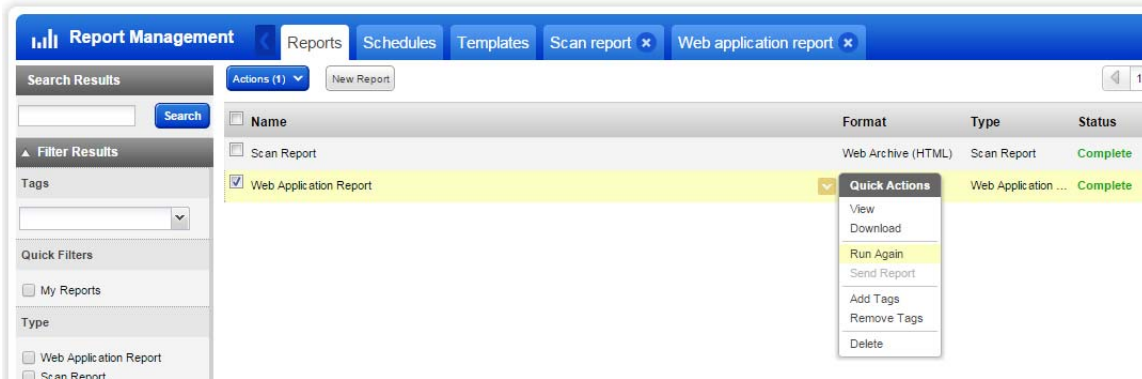 Report Management
Reports
Schedules
Templates
Scan report
Web application report
Search Results
Actions (1)
New Report
1
Search
Name
Format
Type
Status
Filter Results
Scan Report
Web Archive (HTML)
Scan Report
Complete
Tags
Web Application Report
Quick Actions
Web Application ...
Complete
View
Download
Quick Filters
Run Again
Send Report
My Reports
Add Tags
Remove Tags
Type
Delete
Web Application Report
Scan Report